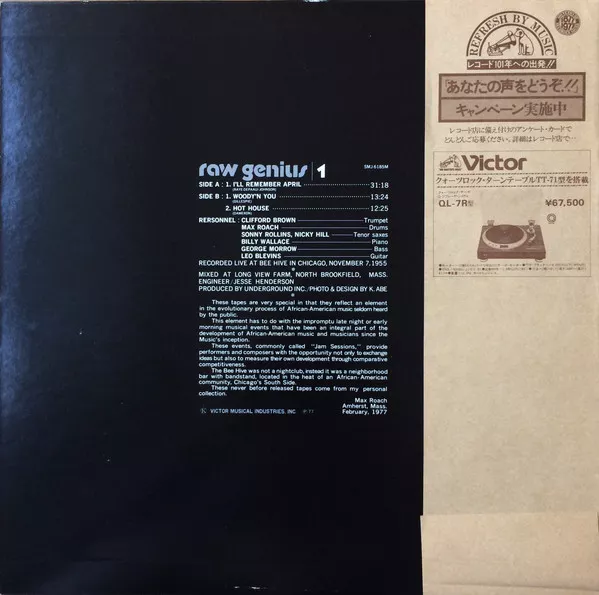 raw genius | 1 SMJ-6185M
SIDE A : 1. I'LL REMEMBER APRIL 31:18
(RAYE-DEPAUL-JOHNSON)
SIDE B : 1. WOODY'N YOU 13:24
(GILLESPIE)
2. HOT HOUSE 12:25
(DAMERON)
RERSONNEL : CLIFFORD BROWN Trumpet
MAX ROACH Drums
SONNY ROLLINS, NICKY HILL Tenor saxes
BILLY WALLACE Piano
GEORGE MORROW Bass
LEO BLEVINS Guitar
RECORDED LIVE AT BEE HIVE IN CHICAGO, NOVEMBER 7.1955
MIXED AT LONG VIEW FARM, NORTH BROOKFIELD, MASS.
ENGINEER / JESSE HENDERSON
PRODUCED BY UNDERGROUND INC./PHOTO & DESIGN BY K. ABE
These tapes are very special in that they reflect an element
in the evolutionary process of African-American music seldom heard
by the public.
This element has to do with the impromptu late night or early
morning musical events that have been an integral part of the
development of African-American music and musicians since the
Music's inception.
These events, commonly called "Jam Sessions," provide
performers and composers with the opportunity not only to exchange
ideas but also to measure their own development through comparative
competitiveness.
The Bee Hive was not a nightclub, instead it was a neighborhood
bar with bandstand, located in the heart of an African-American
community, Chicago's South Side.
These never before released tapes come from my personal
collection.
Max Roach
Amherst, Mass.
February, 1977
VICTOR MUSICAL INDUSTRIES, INC. ℗ 77
REFRESH BY MUSIC
1877
1977
レコード101年への出発!!
「あなたの声をどうぞ!!」
キャンペーン実施中
レコード店に備え付けのアンケート・カードで
どんどんご応募ください。詳細はレコード店で…
Victor
クォーツロック・ターンテーブルTT-71型を搭載
QL-7R型 ¥67,500